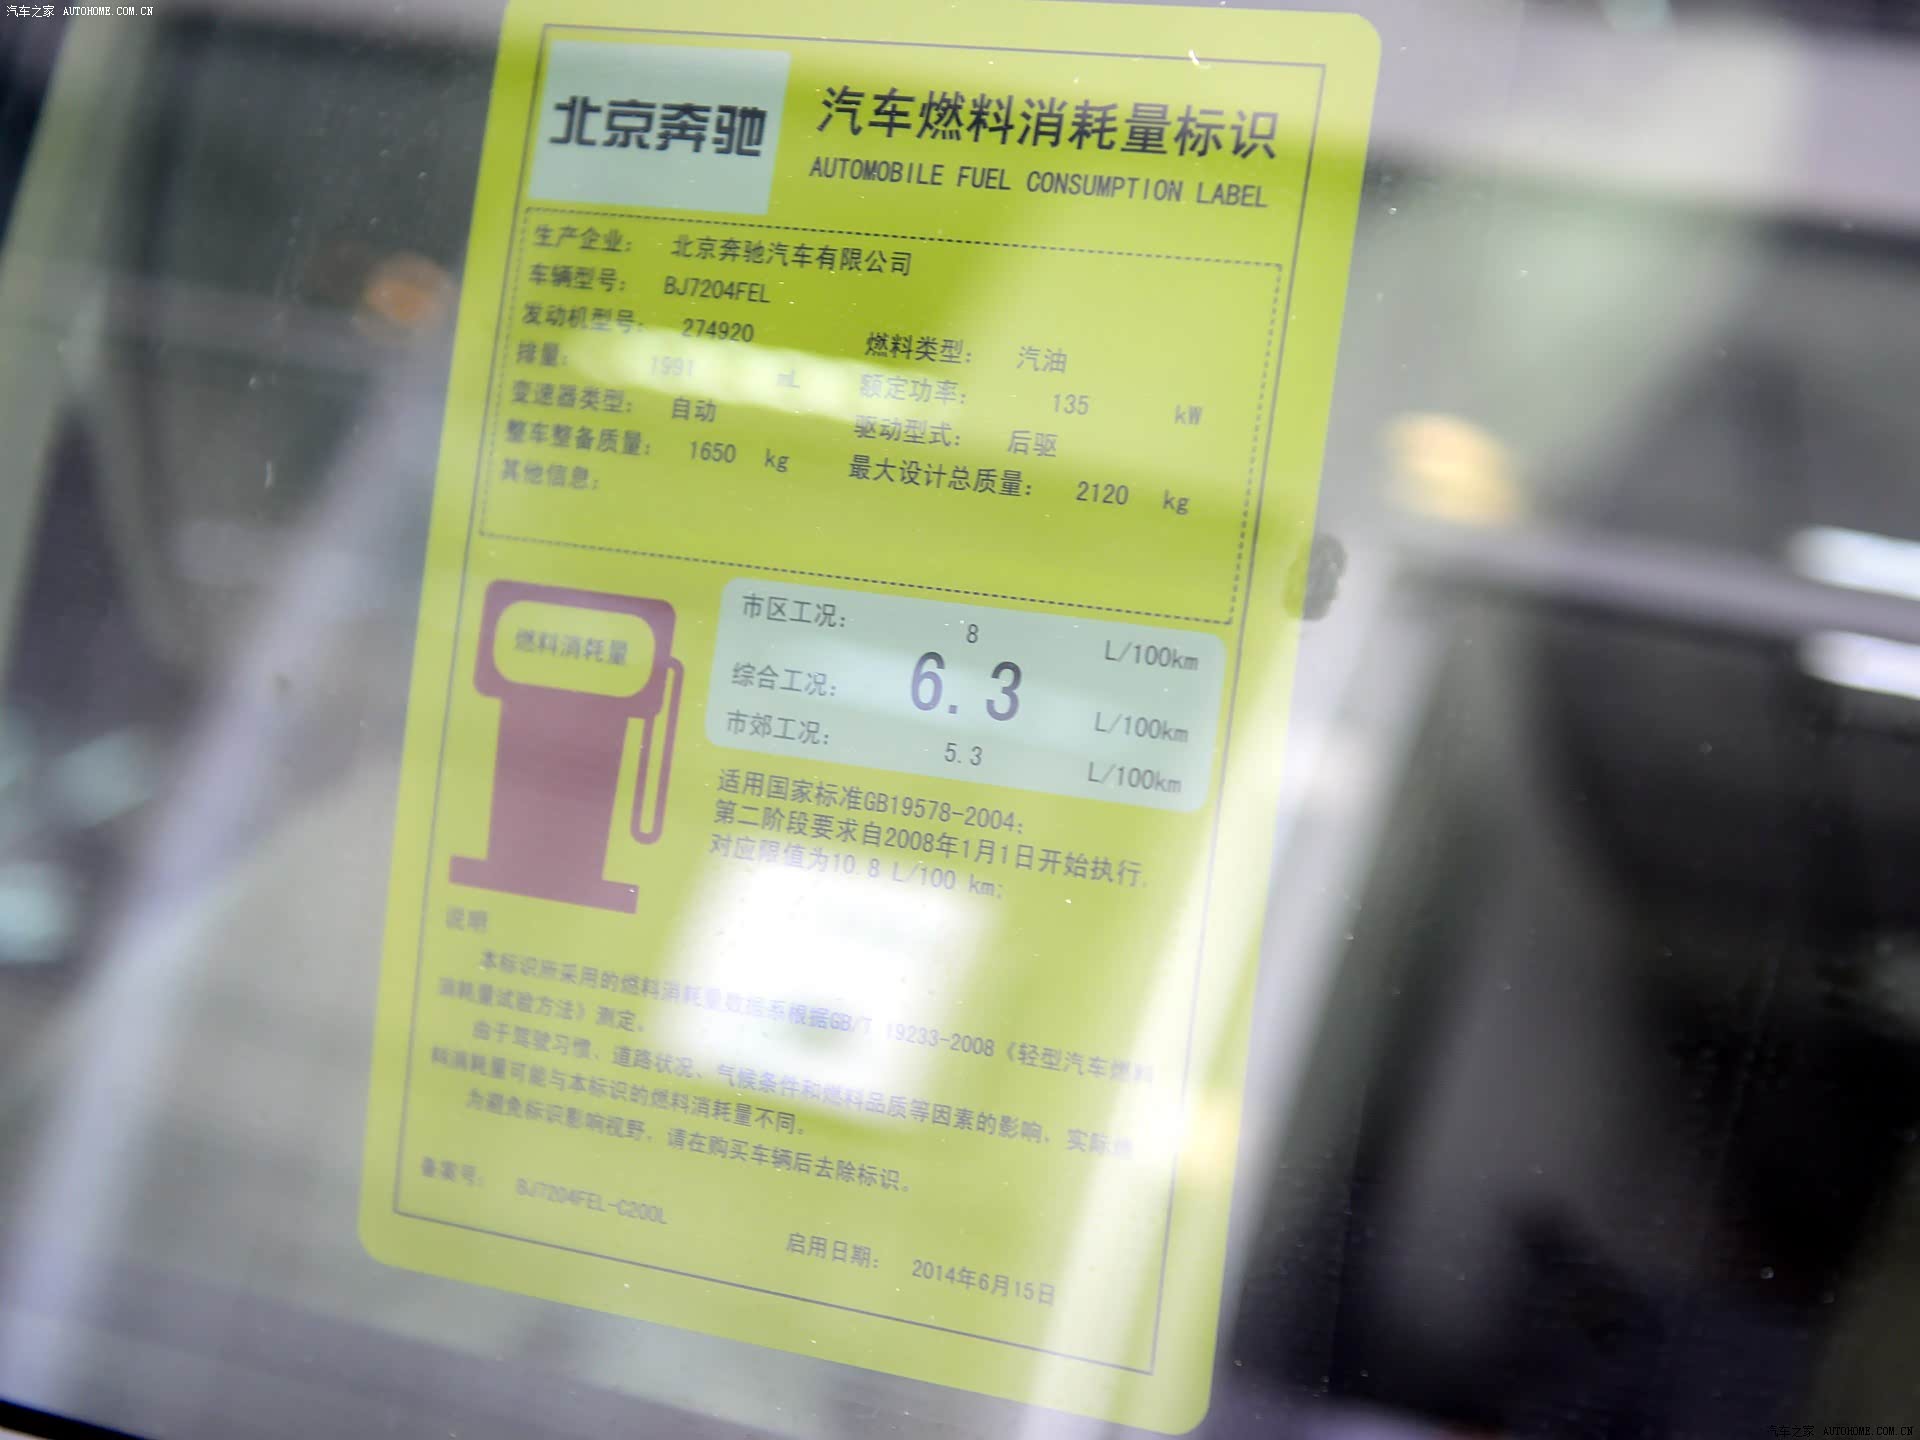 汽车之家 AUTOHOME.COM.CN
北京奔驰
汽车燃料消耗量标识
AUTOMOBILE FUEL CONSUMPTION LABEL
生产企业： 北京奔驰汽车有限公司
车辆型号： BJ7204FEL
发动机型号： 274920 燃料类型： 汽油
排量： 1991 mL 额定功率： 135 kW
变速器类型： 自动 驱动型式： 后驱
整车整备质量： 1650 kg 最大设计总质量： 2120 kg
其他信息：
燃料消耗量
市区工况： 8 L/100km
综合工况： 6.3 L/100km
市郊工况： 5.3 L/100km
适用国家标准GB19578-2004；
第二阶段要求自2008年1月1日开始执行，
对应限值为10.8 L/100 km；
说明
本标识所采用的燃料消耗量数据系根据GB/T 19233-2008《轻型汽车燃料
消耗量试验方法》测定。
由于驾驶习惯、道路状况、气候条件和燃料品质等因素的影响，实际燃
料消耗量可能与本标识的燃料消耗量不同。
为避免标识影响视野，请在购买车辆后去除标识。
备案号： BJ7204FEL-C200L
启用日期： 2014年6月15日
汽车之家 AUTOHOME.COM.CN